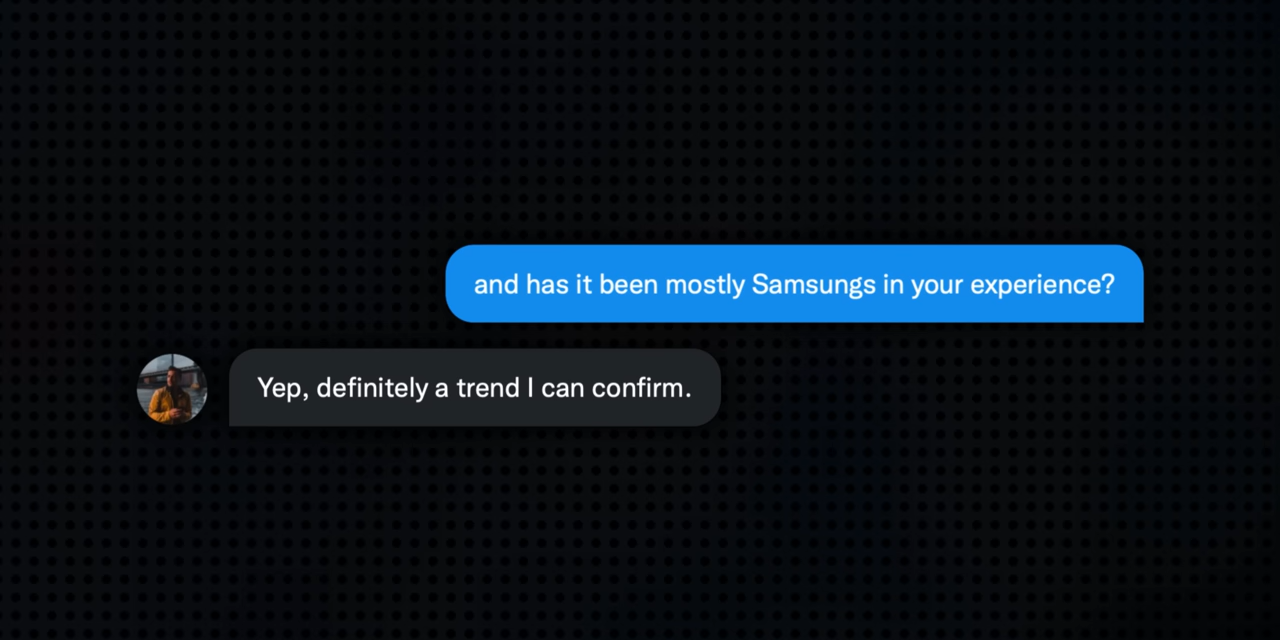 and has it been mostly Samsungs in your experience?
Yep, definitely a trend I can confirm.